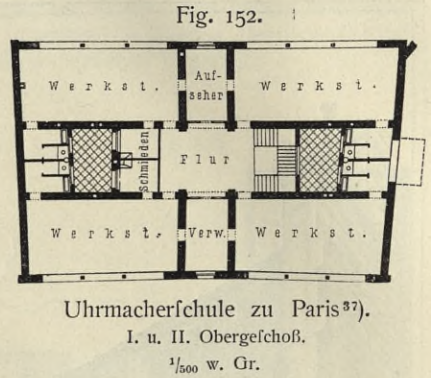 Fig. 152.
Werkst.
Auf-
seher
Werkst.
Schmieden
Flur
Werkst.
Verw.
Werkst.
Uhrmacherſchule zu Paris ³⁷).
I. u. II. Obergeſchoß.
¹/₅₀₀ w. Gr.